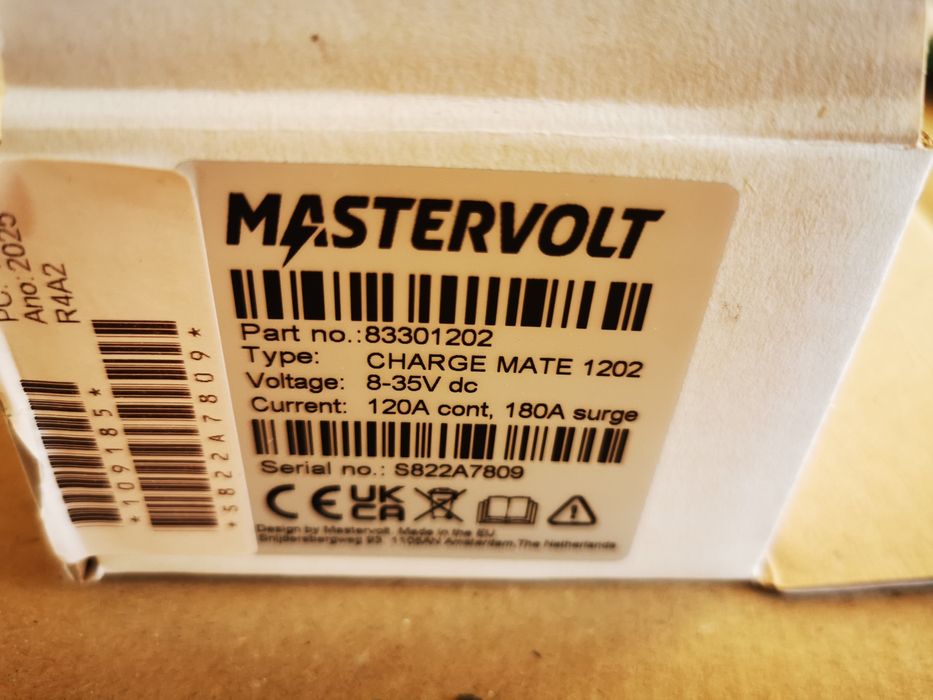 MASTERVOLT
Part no.:83301202
Type: CHARGE MATE 1202
Voltage: 8-35V dc
Current: 120A cont, 180A surge
Serial no.: S822A7809
CE UK CA
Design by Mastervolt. Made in the EU
Snijdersbergweg 93, 1105AN Amsterdam,The Netherlands
2025
Ano: 2025
R4A2
*109185*
*S822A7809*